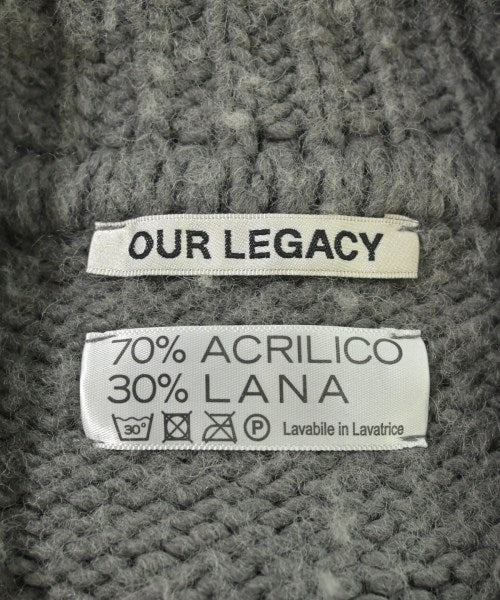 OUR LEGACY
70% ACRILICO
30% LANA
30° P Lavabile in Lavatrice